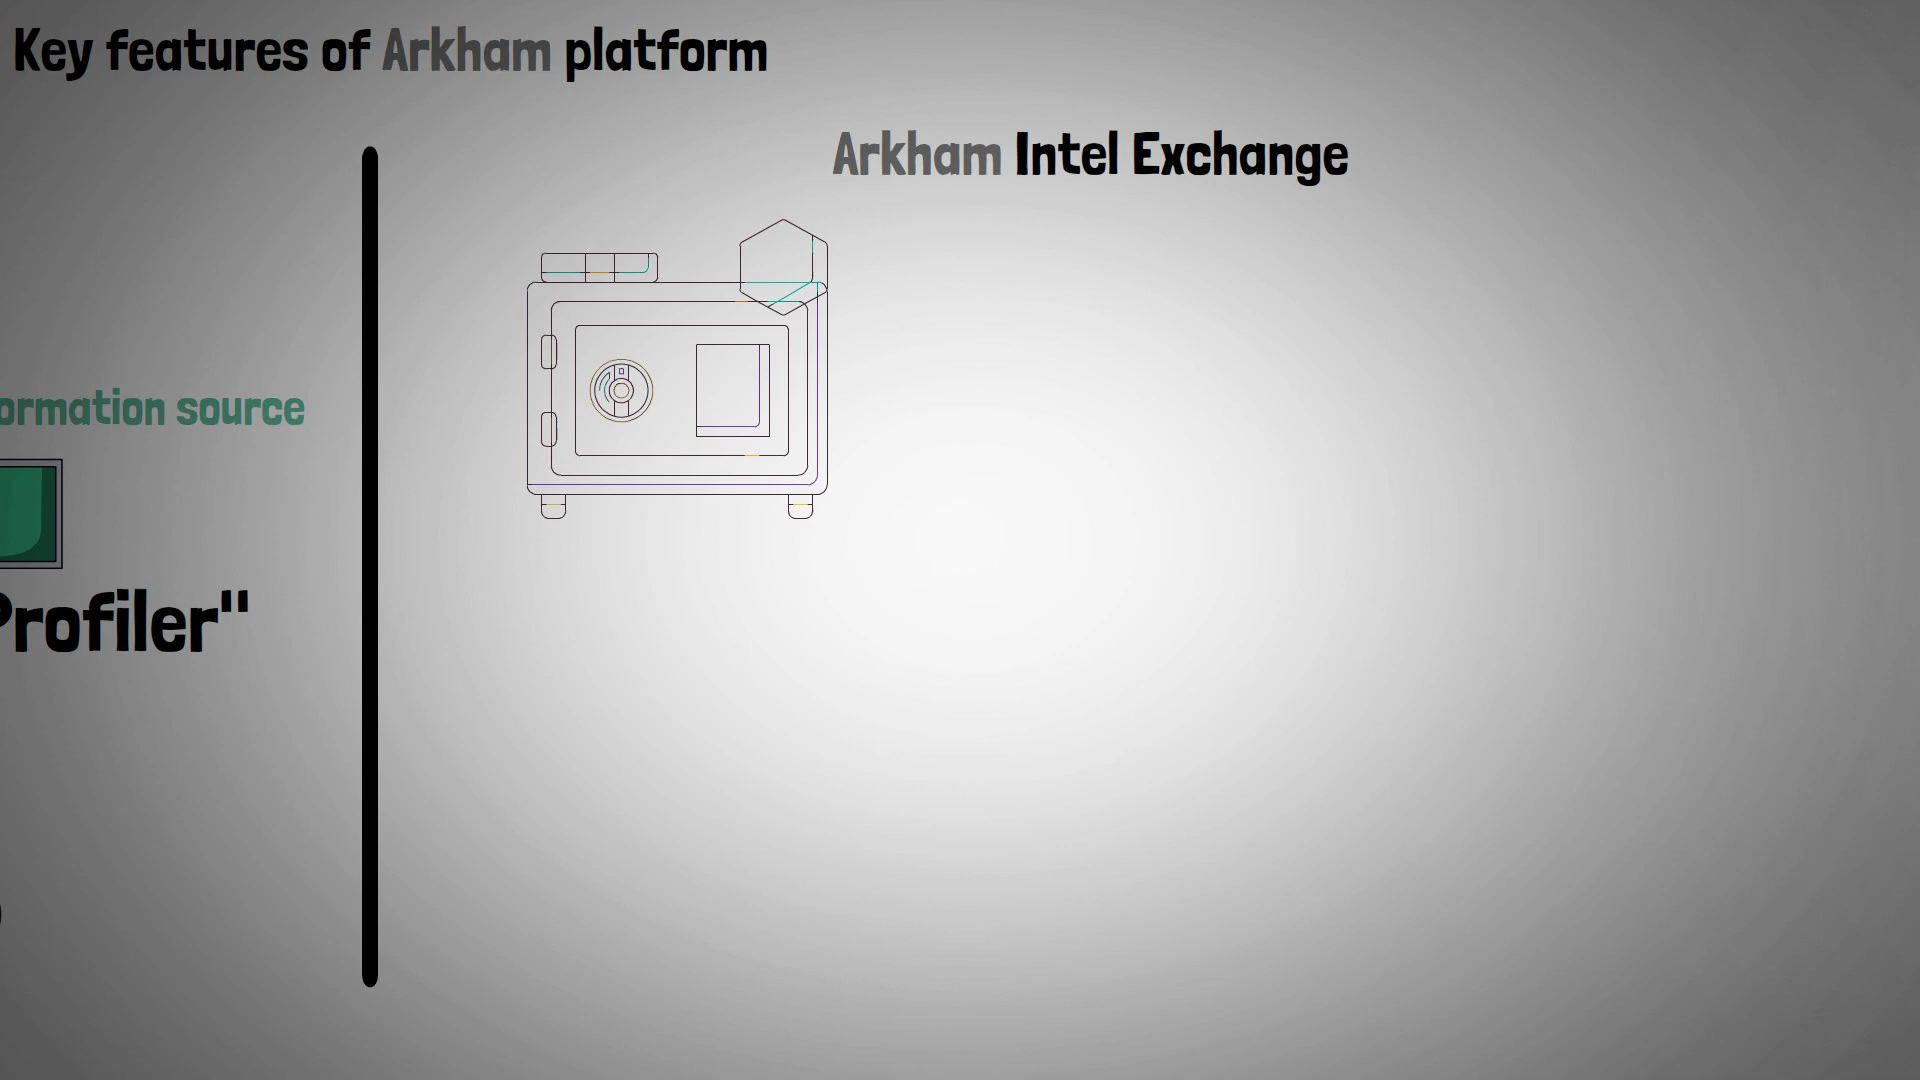 Key features of Arkham platform
Arkham Intel Exchange
ormation source
Profiler"